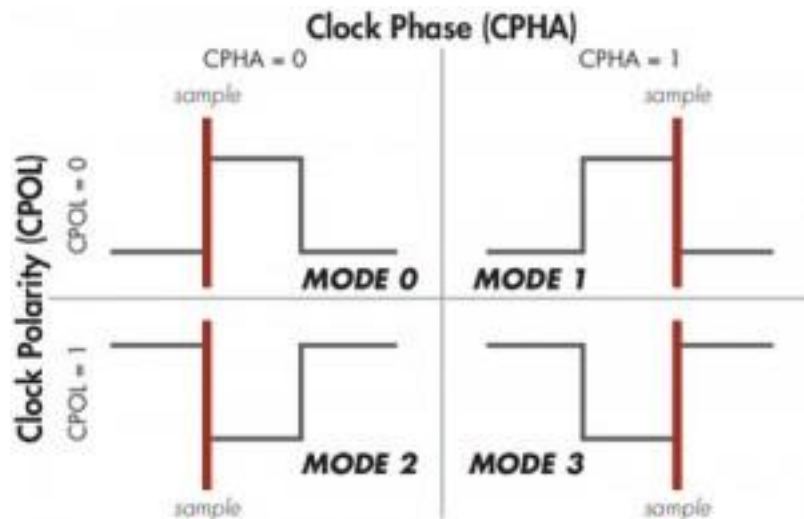 Clock Phase (CPHA)
CPHA = 0
CPHA = 1
sample
sample
Clock Polarity (CPOL)
CPOL = 0
MODE 0
MODE 1
CPOL = 1
MODE 2
MODE 3
sample
sample